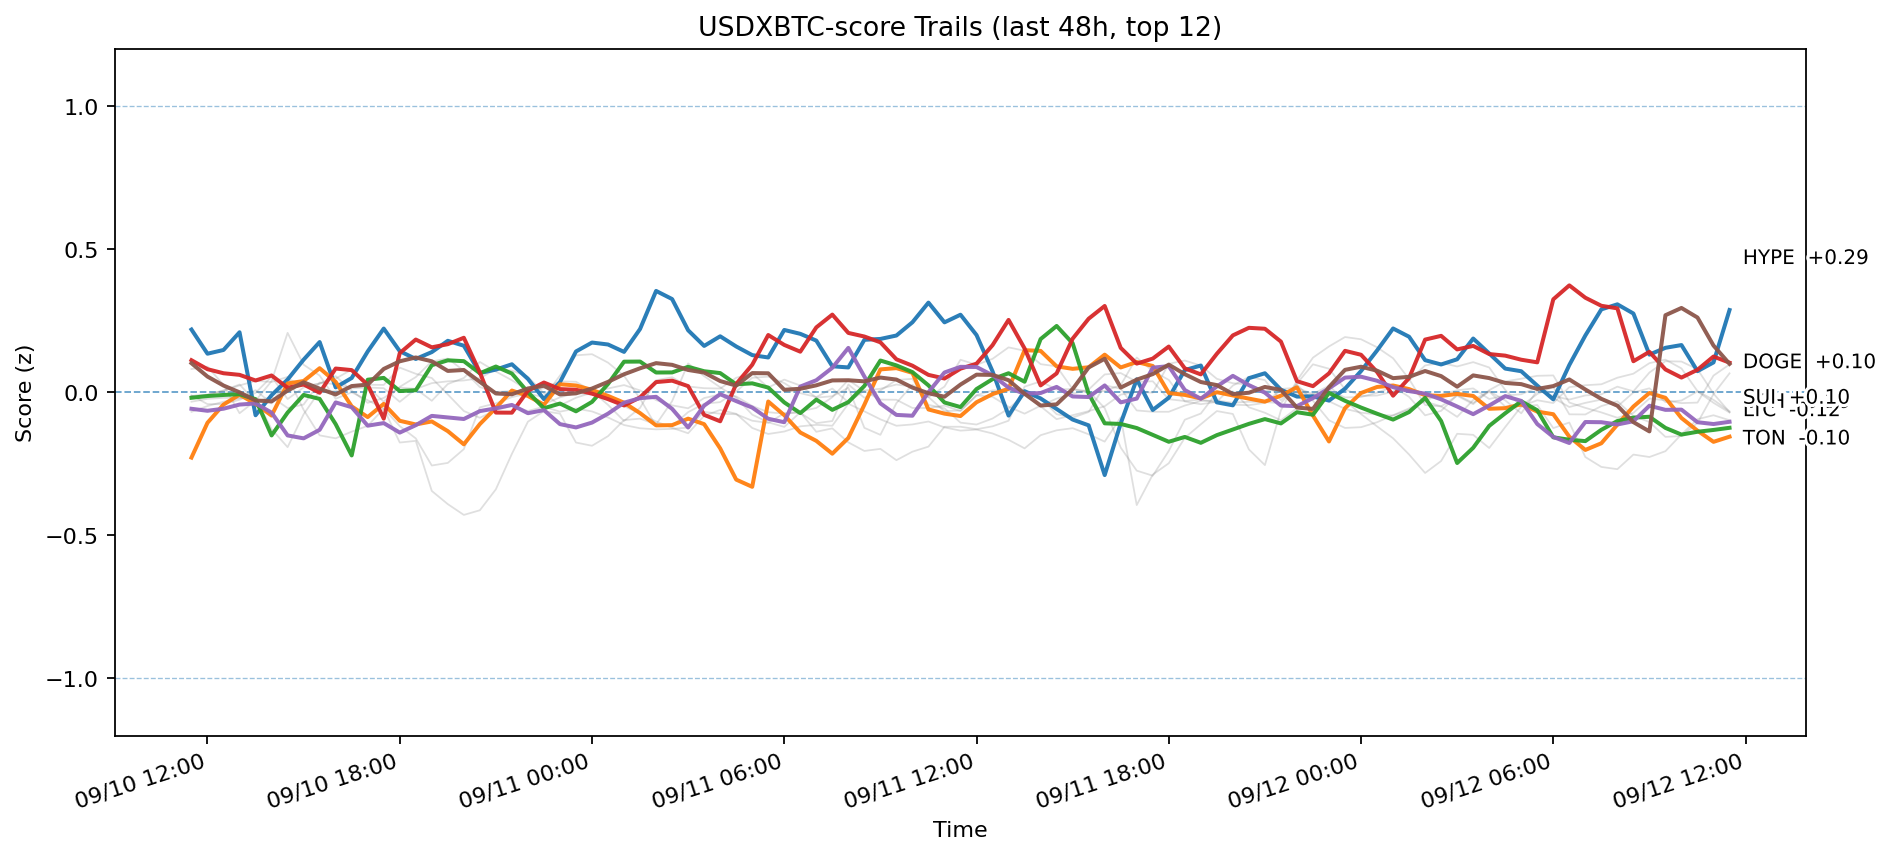 USDXBTC-score Trails (last 48h, top 12)
Score (z)
1.0
0.5
0.0
−0.5
−1.0
HYPE +0.29
DOGE +0.10
SUI +0.10
LTC -0.12
TON -0.10
09/10 12:00
09/10 18:00
09/11 00:00
09/11 06:00
09/11 12:00
09/11 18:00
09/12 00:00
09/12 06:00
09/12 12:00
Time